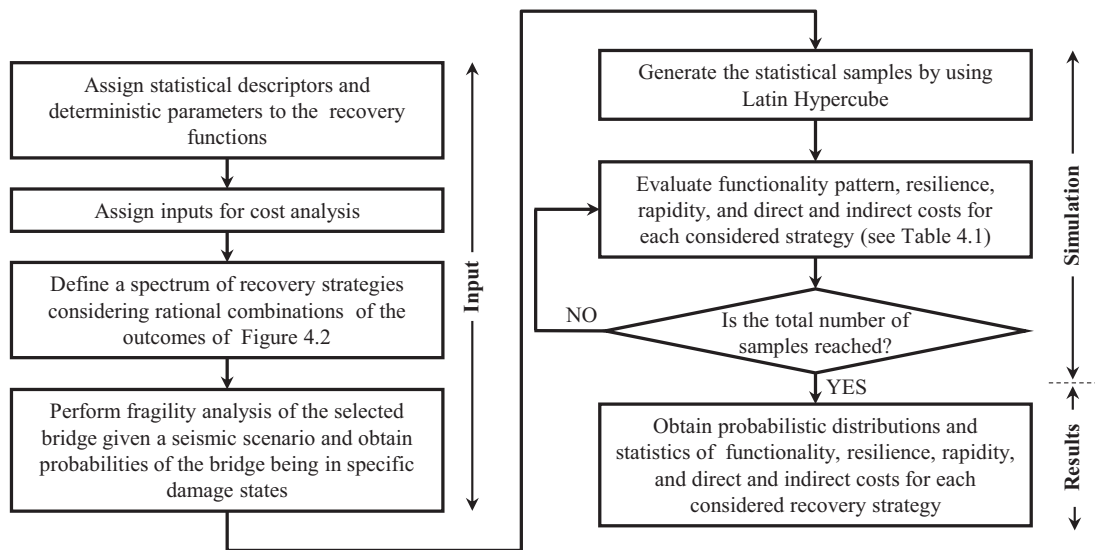 Assign statistical descriptors and
deterministic parameters to the recovery
functions
Assign inputs for cost analysis
Define a spectrum of recovery strategies
considering rational combinations of the
outcomes of Figure 4.2
Perform fragility analysis of the selected
bridge given a seismic scenario and obtain
probabilities of the bridge being in specific
damage states
Input
Generate the statistical samples by using
Latin Hypercube
Evaluate functionality pattern, resilience,
rapidity, and direct and indirect costs for
each considered strategy (see Table 4.1)
NO
Is the total number of
samples reached?
YES
Obtain probabilistic distributions and
statistics of functionality, resilience, rapidity,
and direct and indirect costs for each
considered recovery strategy
Simulation
Results